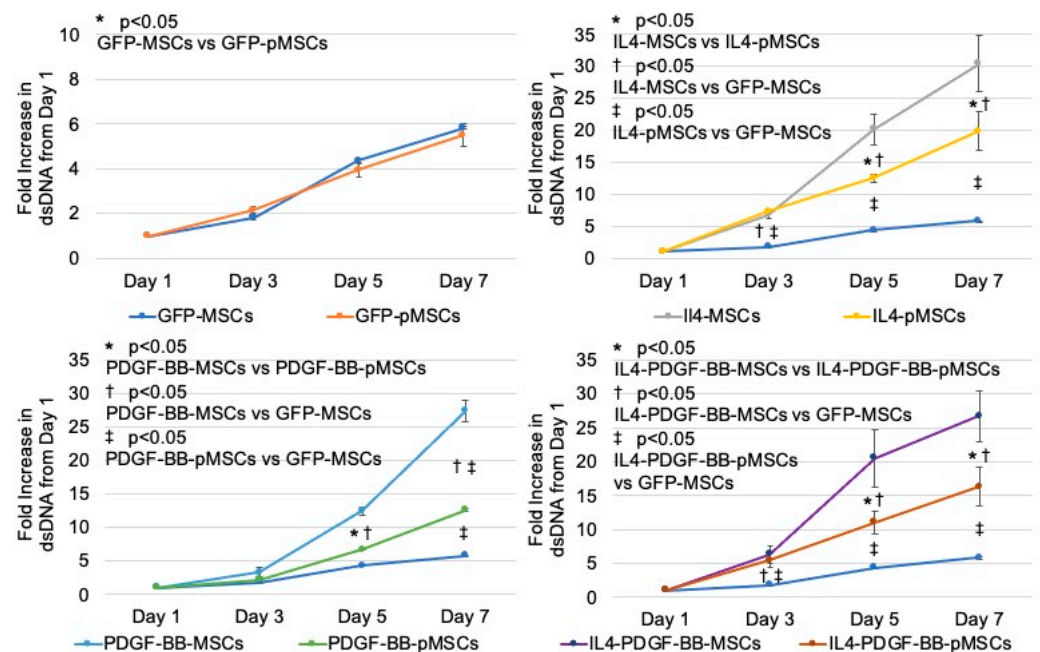 * p<0.05
GFP-MSCs vs GFP-pMSCs
Fold Increase in
dsDNA from Day 1
10
8
6
4
2
0
Day 1 Day 3 Day 5 Day 7
GFP-MSCs GFP-pMSCs
* p<0.05
IL4-MSCs vs IL4-pMSCs
† p<0.05
IL4-MSCs vs GFP-MSCs
‡ p<0.05
IL4-pMSCs vs GFP-MSCs
Fold Increase in
dsDNA from Day 1
35
30
25
20
15
10
5
0
* †
* †
‡
‡
† ‡
Day 1 Day 3 Day 5 Day 7
Il4-MSCs IL4-pMSCs
* p<0.05
PDGF-BB-MSCs vs PDGF-BB-pMSCs
† p<0.05
PDGF-BB-MSCs vs GFP-MSCs
‡ p<0.05
PDGF-BB-pMSCs vs GFP-MSCs
Fold Increase in
dsDNA from Day 1
35
30
25
20
15
10
5
0
† ‡
* †
‡
Day 1 Day 3 Day 5 Day 7
PDGF-BB-MSCs PDGF-BB-pMSCs
* p<0.05
IL4-PDGF-BB-MSCs vs IL4-PDGF-BB-pMSCs
† p<0.05
IL4-PDGF-BB-MSCs vs GFP-MSCs
‡ p<0.05
IL4-PDGF-BB-pMSCs
vs GFP-MSCs
Fold Increase in
dsDNA from Day 1
35
30
25
20
15
10
5
0
* †
* †
‡
‡
† ‡
Day 1 Day 3 Day 5 Day 7
IL4-PDGF-BB-MSCs IL4-PDGF-BB-pMSCs